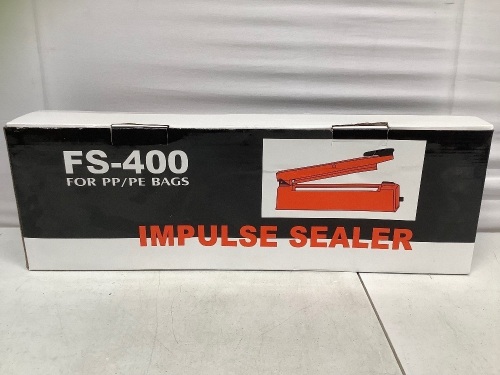 FS-400
FOR PP/PE BAGS
IMPULSE SEALER